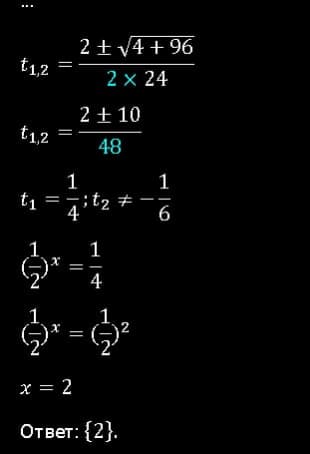 ...
t₁,₂ = (2 ± √(4 + 96)) / (2 × 24)
t₁,₂ = (2 ± 10) / 48
t₁ = 1/4; t₂ ≠ −1/6
(1/2)ˣ = 1/4
(1/2)ˣ = (1/2)²
x = 2
Ответ: {2}.